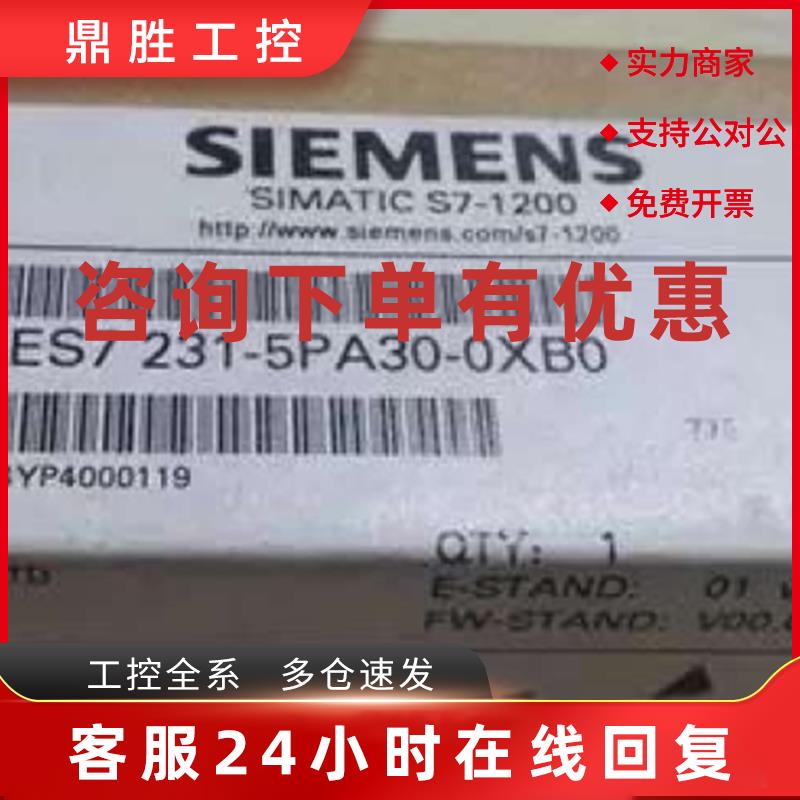 鼎胜工控
实力商家
支持公对公
免费开票
SIEMENS
SIMATIC S7-1200
http://www.siemens.com/s7-1200
咨询下单有优惠
ES7 231-5PA30-0XB0
YP4000119
QTY: 1
E-STAND: 01
FW-STAND: V00.
工控全系 多仓速发
客服24小时在线回复